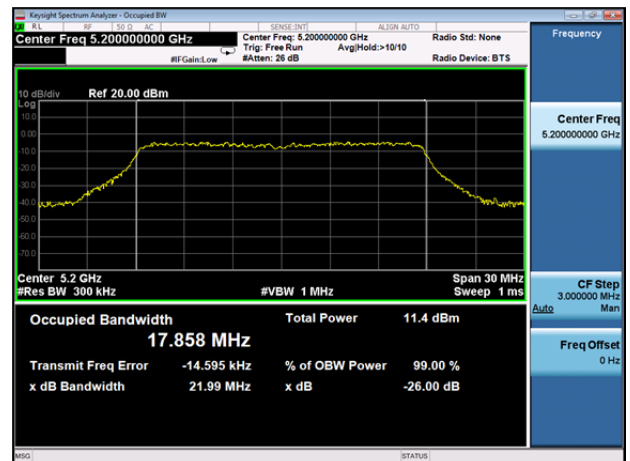 Keysight Spectrum Analyzer - Occupied BW
RL RF 50 Ω AC SENSE:INT ALIGN AUTO
Center Freq 5.200000000 GHz
#IFGain:Low
Center Freq: 5.200000000 GHz
Trig: Free Run Avg|Hold:>10/10
#Atten: 26 dB
Radio Std: None
Radio Device: BTS
10 dB/div Ref 20.00 dBm
Log
10.0
0.00
-10.0
-20.0
-30.0
-40.0
-50.0
-60.0
-70.0
Center 5.2 GHz Span 30 MHz
#Res BW 300 kHz #VBW 1 MHz Sweep 1 ms
Occupied Bandwidth Total Power 11.4 dBm
17.858 MHz
Transmit Freq Error -14.595 kHz % of OBW Power 99.00 %
x dB Bandwidth 21.99 MHz x dB -26.00 dB
MSG STATUS
Frequency
Center Freq
5.200000000 GHz
CF Step
3.000000 MHz
Auto Man
Freq Offset
0 Hz